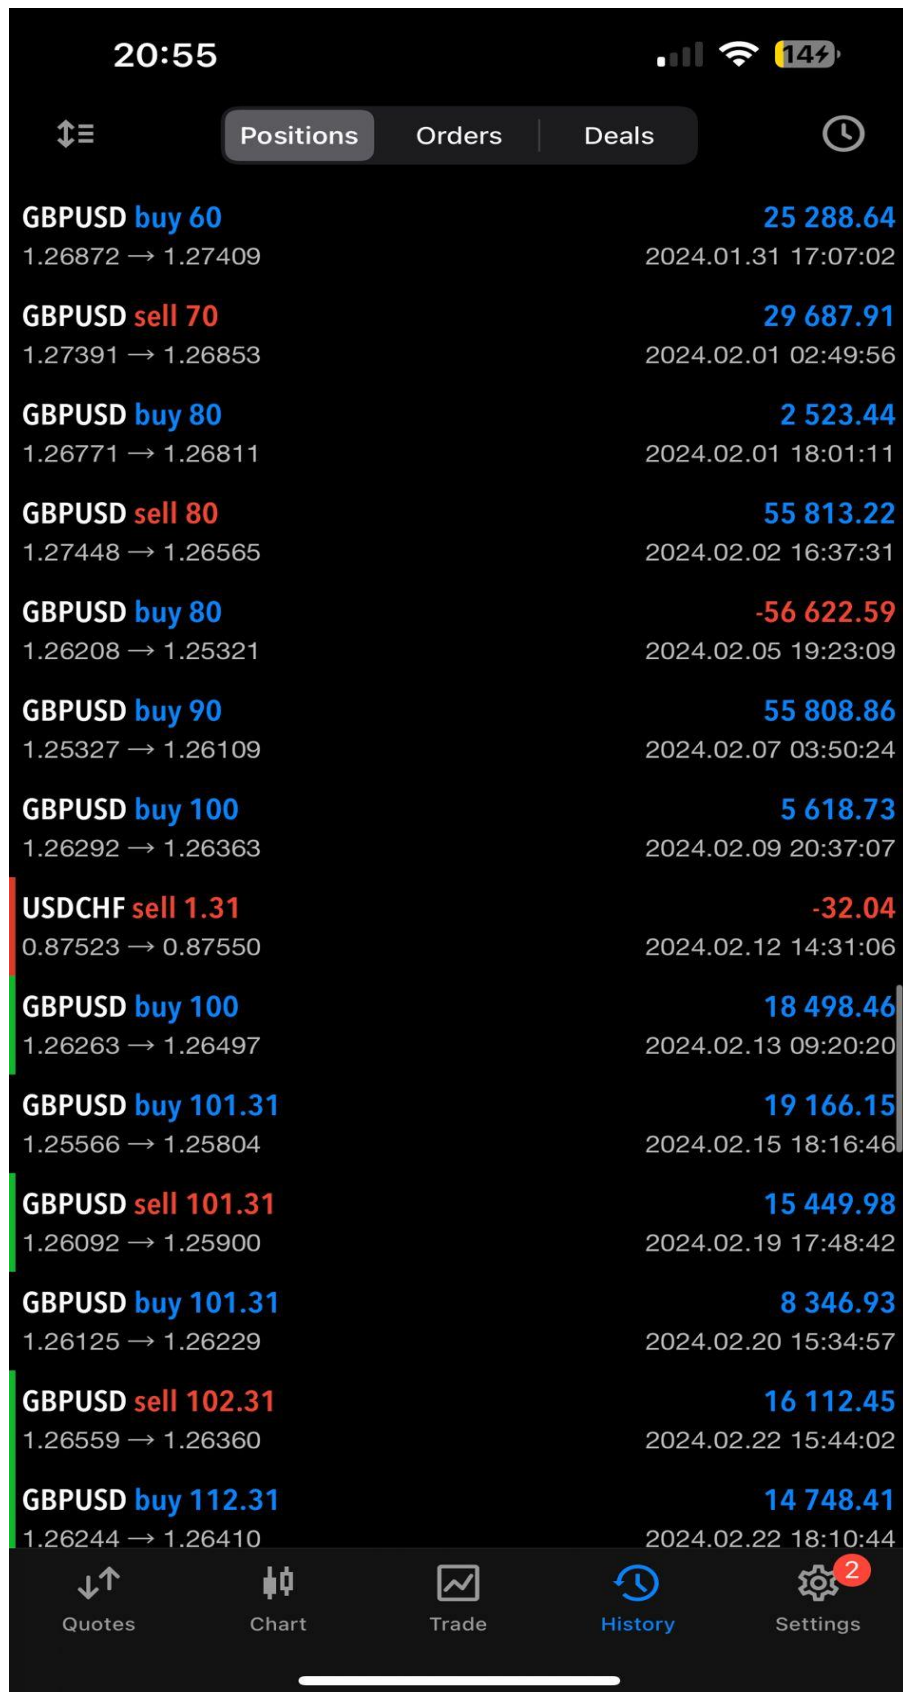 20:55
14
Positions Orders Deals
GBPUSD buy 60 25 288.64
1.26872 → 1.27409 2024.01.31 17:07:02
GBPUSD sell 70 29 687.91
1.27391 → 1.26853 2024.02.01 02:49:56
GBPUSD buy 80 2 523.44
1.26771 → 1.26811 2024.02.01 18:01:11
GBPUSD sell 80 55 813.22
1.27448 → 1.26565 2024.02.02 16:37:31
GBPUSD buy 80 -56 622.59
1.26208 → 1.25321 2024.02.05 19:23:09
GBPUSD buy 90 55 808.86
1.25327 → 1.26109 2024.02.07 03:50:24
GBPUSD buy 100 5 618.73
1.26292 → 1.26363 2024.02.09 20:37:07
USDCHF sell 1.31 -32.04
0.87523 → 0.87550 2024.02.12 14:31:06
GBPUSD buy 100 18 498.46
1.26263 → 1.26497 2024.02.13 09:20:20
GBPUSD buy 101.31 19 166.15
1.25566 → 1.25804 2024.02.15 18:16:46
GBPUSD sell 101.31 15 449.98
1.26092 → 1.25900 2024.02.19 17:48:42
GBPUSD buy 101.31 8 346.93
1.26125 → 1.26229 2024.02.20 15:34:57
GBPUSD sell 102.31 16 112.45
1.26559 → 1.26360 2024.02.22 15:44:02
GBPUSD buy 112.31 14 748.41
1.26244 → 1.26410 2024.02.22 18:10:44
2
Quotes Chart Trade History Settings